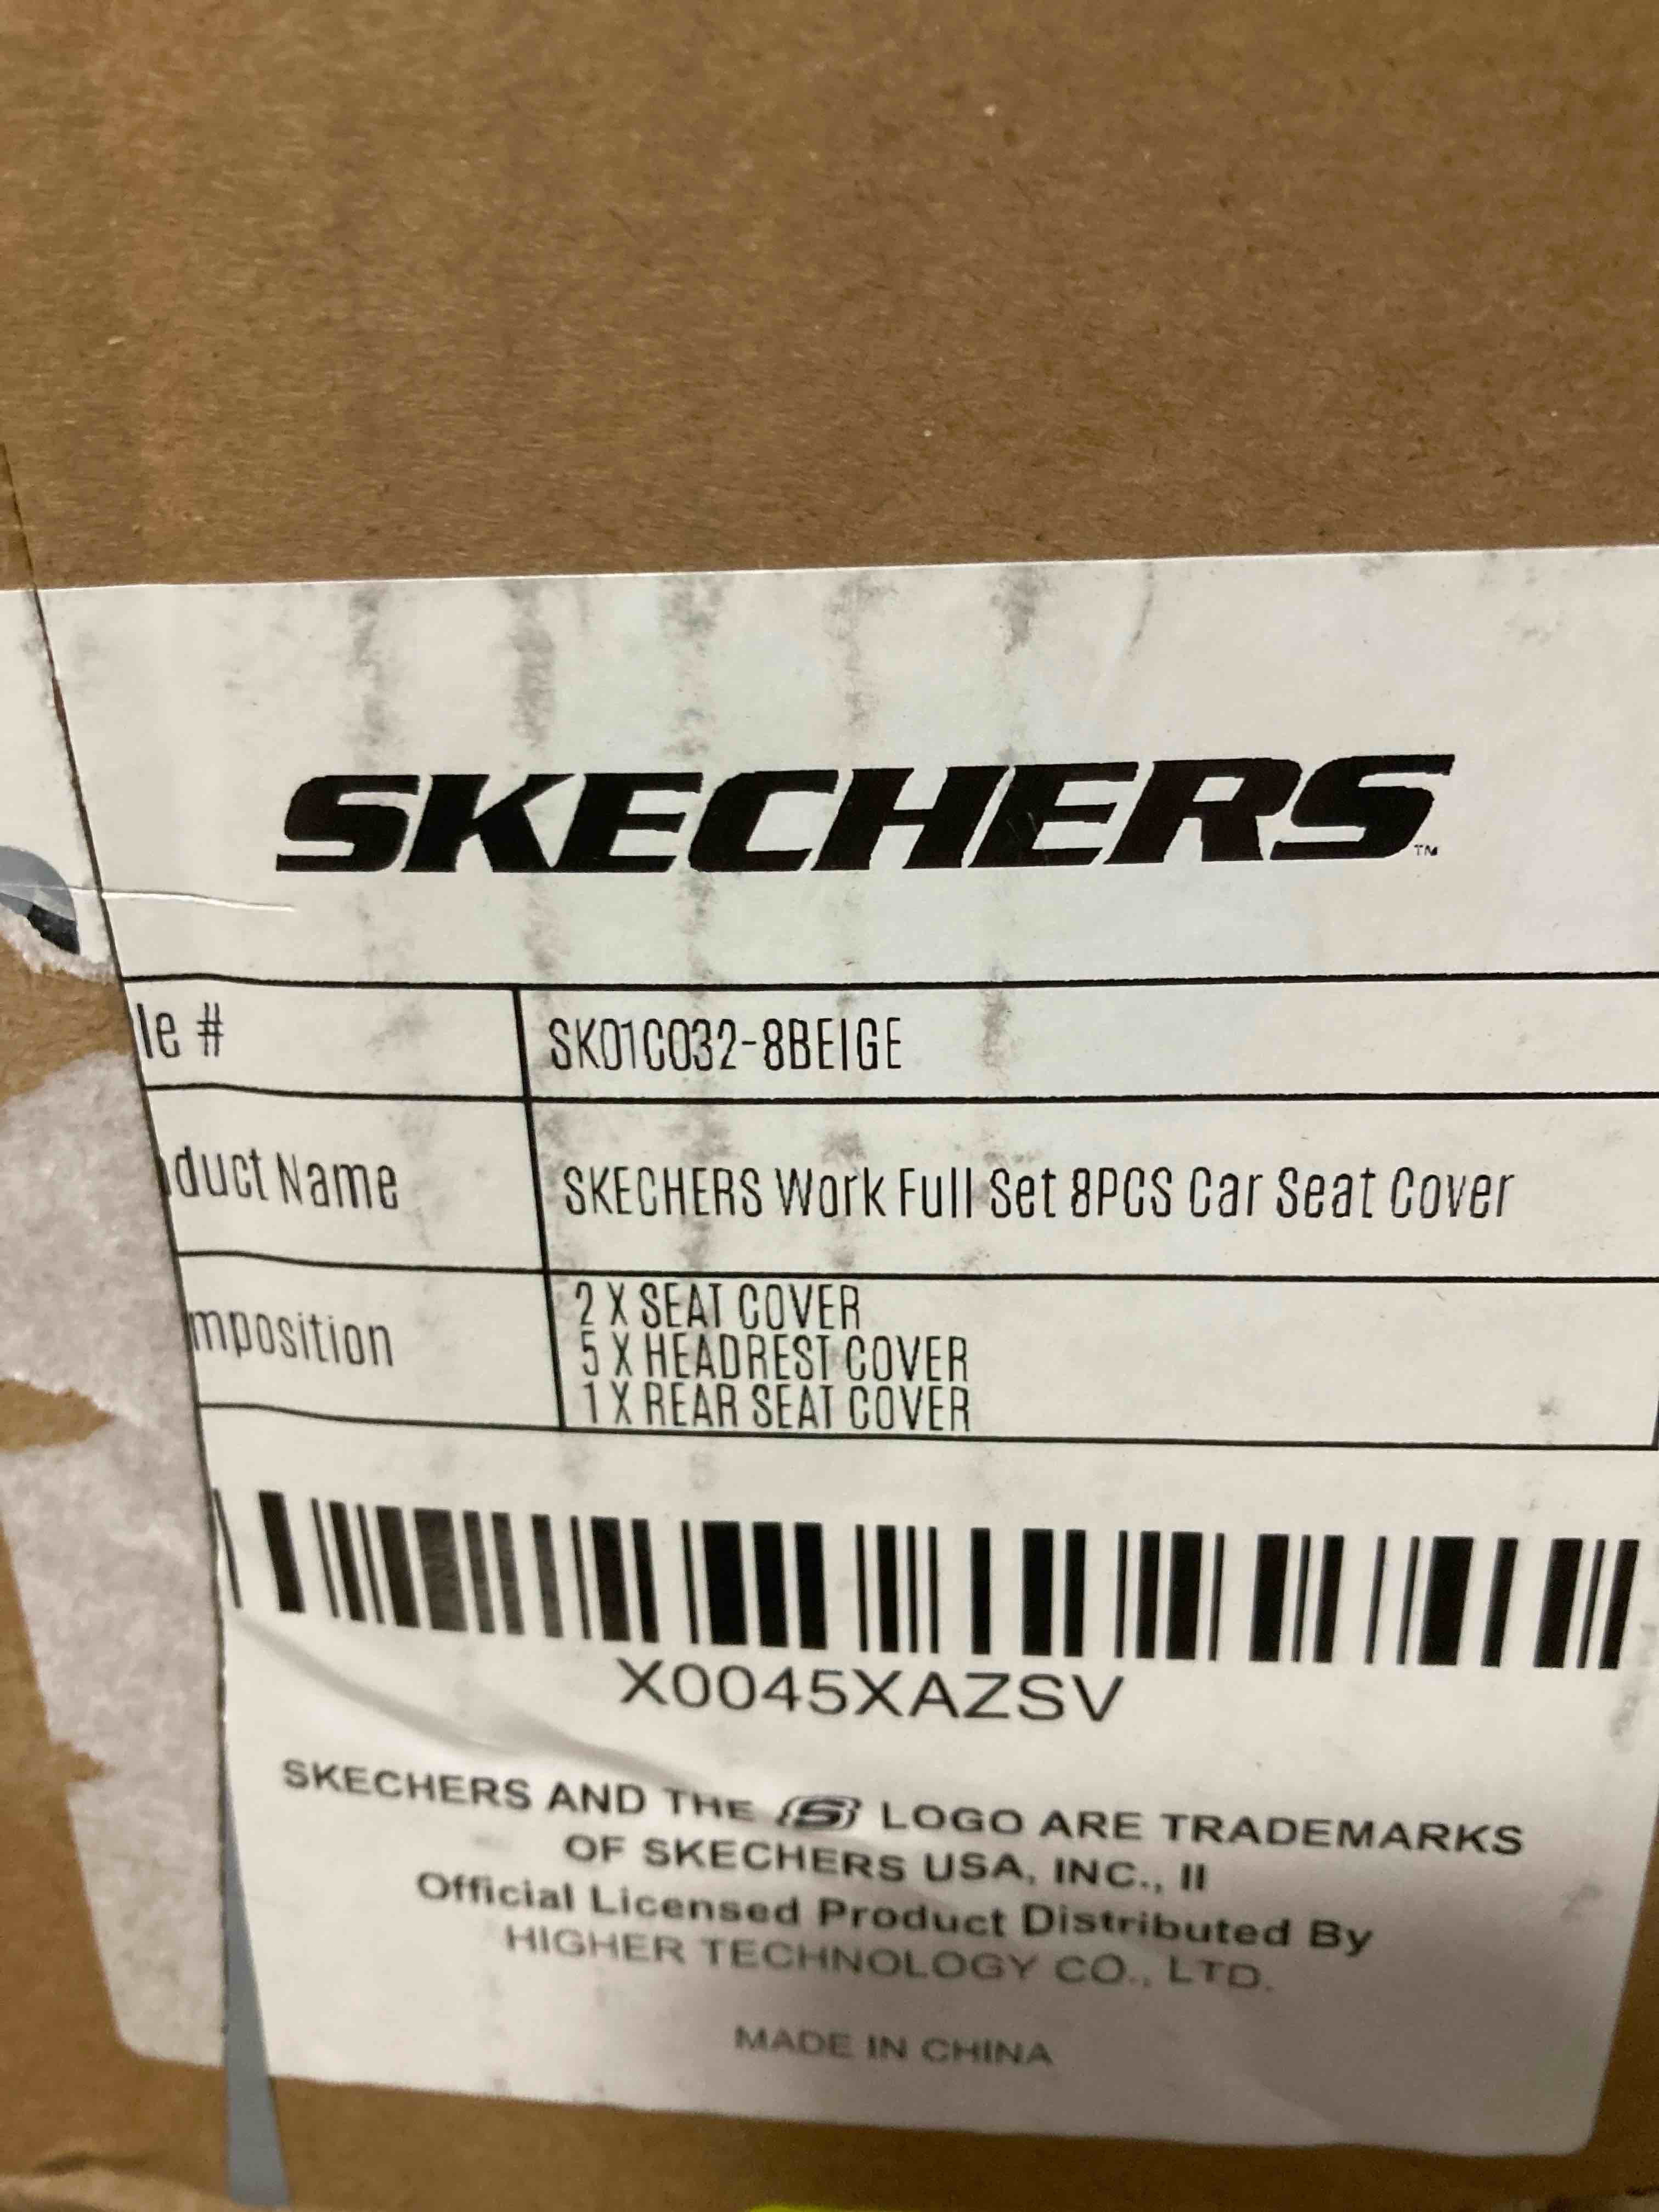 SKECHERS™
le # SK01C032-8BEIGE
duct Name SKECHERS Work Full Set 8PCS Car Seat Cover
mposition
2 X SEAT COVER
5 X HEADREST COVER
1 X REAR SEAT COVER
X0045XAZSV
SKECHERS AND THE S LOGO ARE TRADEMARKS
OF SKECHERS USA, INC., II
Official Licensed Product Distributed By
HIGHER TECHNOLOGY CO., LTD.
MADE IN CHINA